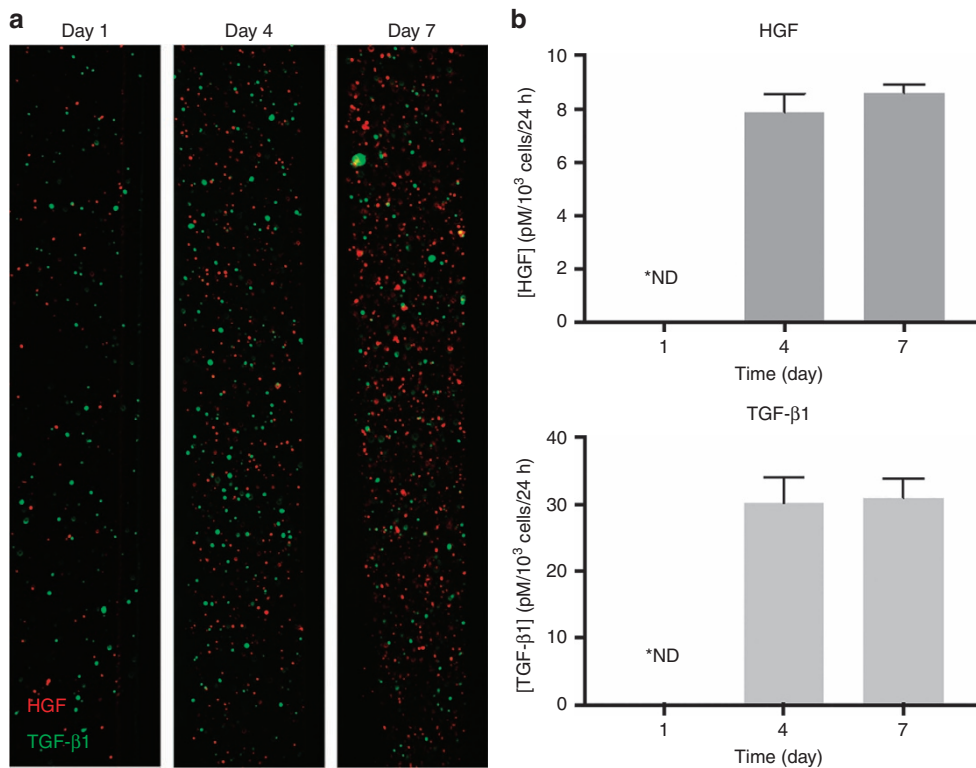 a
Day 1
Day 4
Day 7
HGF
TGF-β1
b
HGF
[HGF] (pM/10³ cells/24 h)
10
8
6
4
2
0
*ND
1
4
7
Time (day)
TGF-β1
[TGF-β1] (pM/10³ cells/24 h)
40
30
20
10
0
*ND
1
4
7
Time (day)